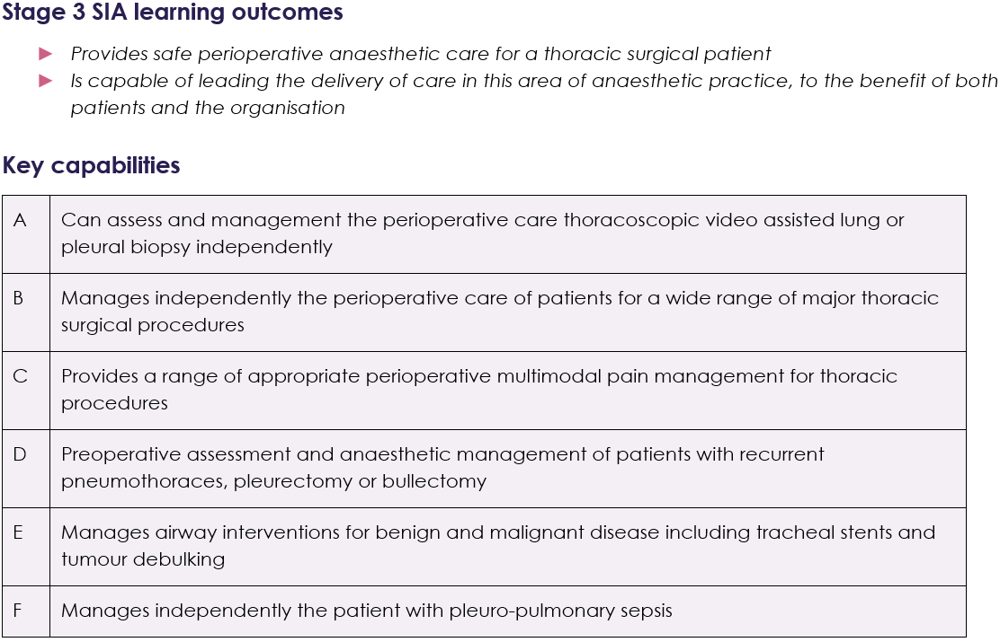 Stage 3 SIA learning outcomes
► Provides safe perioperative anaesthetic care for a thoracic surgical patient
► Is capable of leading the delivery of care in this area of anaesthetic practice, to the benefit of both
patients and the organisation
Key capabilities
A Can assess and management the perioperative care thoracoscopic video assisted lung or
pleural biopsy independently
B Manages independently the perioperative care of patients for a wide range of major thoracic
surgical procedures
C Provides a range of appropriate perioperative multimodal pain management for thoracic
procedures
D Preoperative assessment and anaesthetic management of patients with recurrent
pneumothoraces, pleurectomy or bullectomy
E Manages airway interventions for benign and malignant disease including tracheal stents and
tumour debulking
F Manages independently the patient with pleuro-pulmonary sepsis